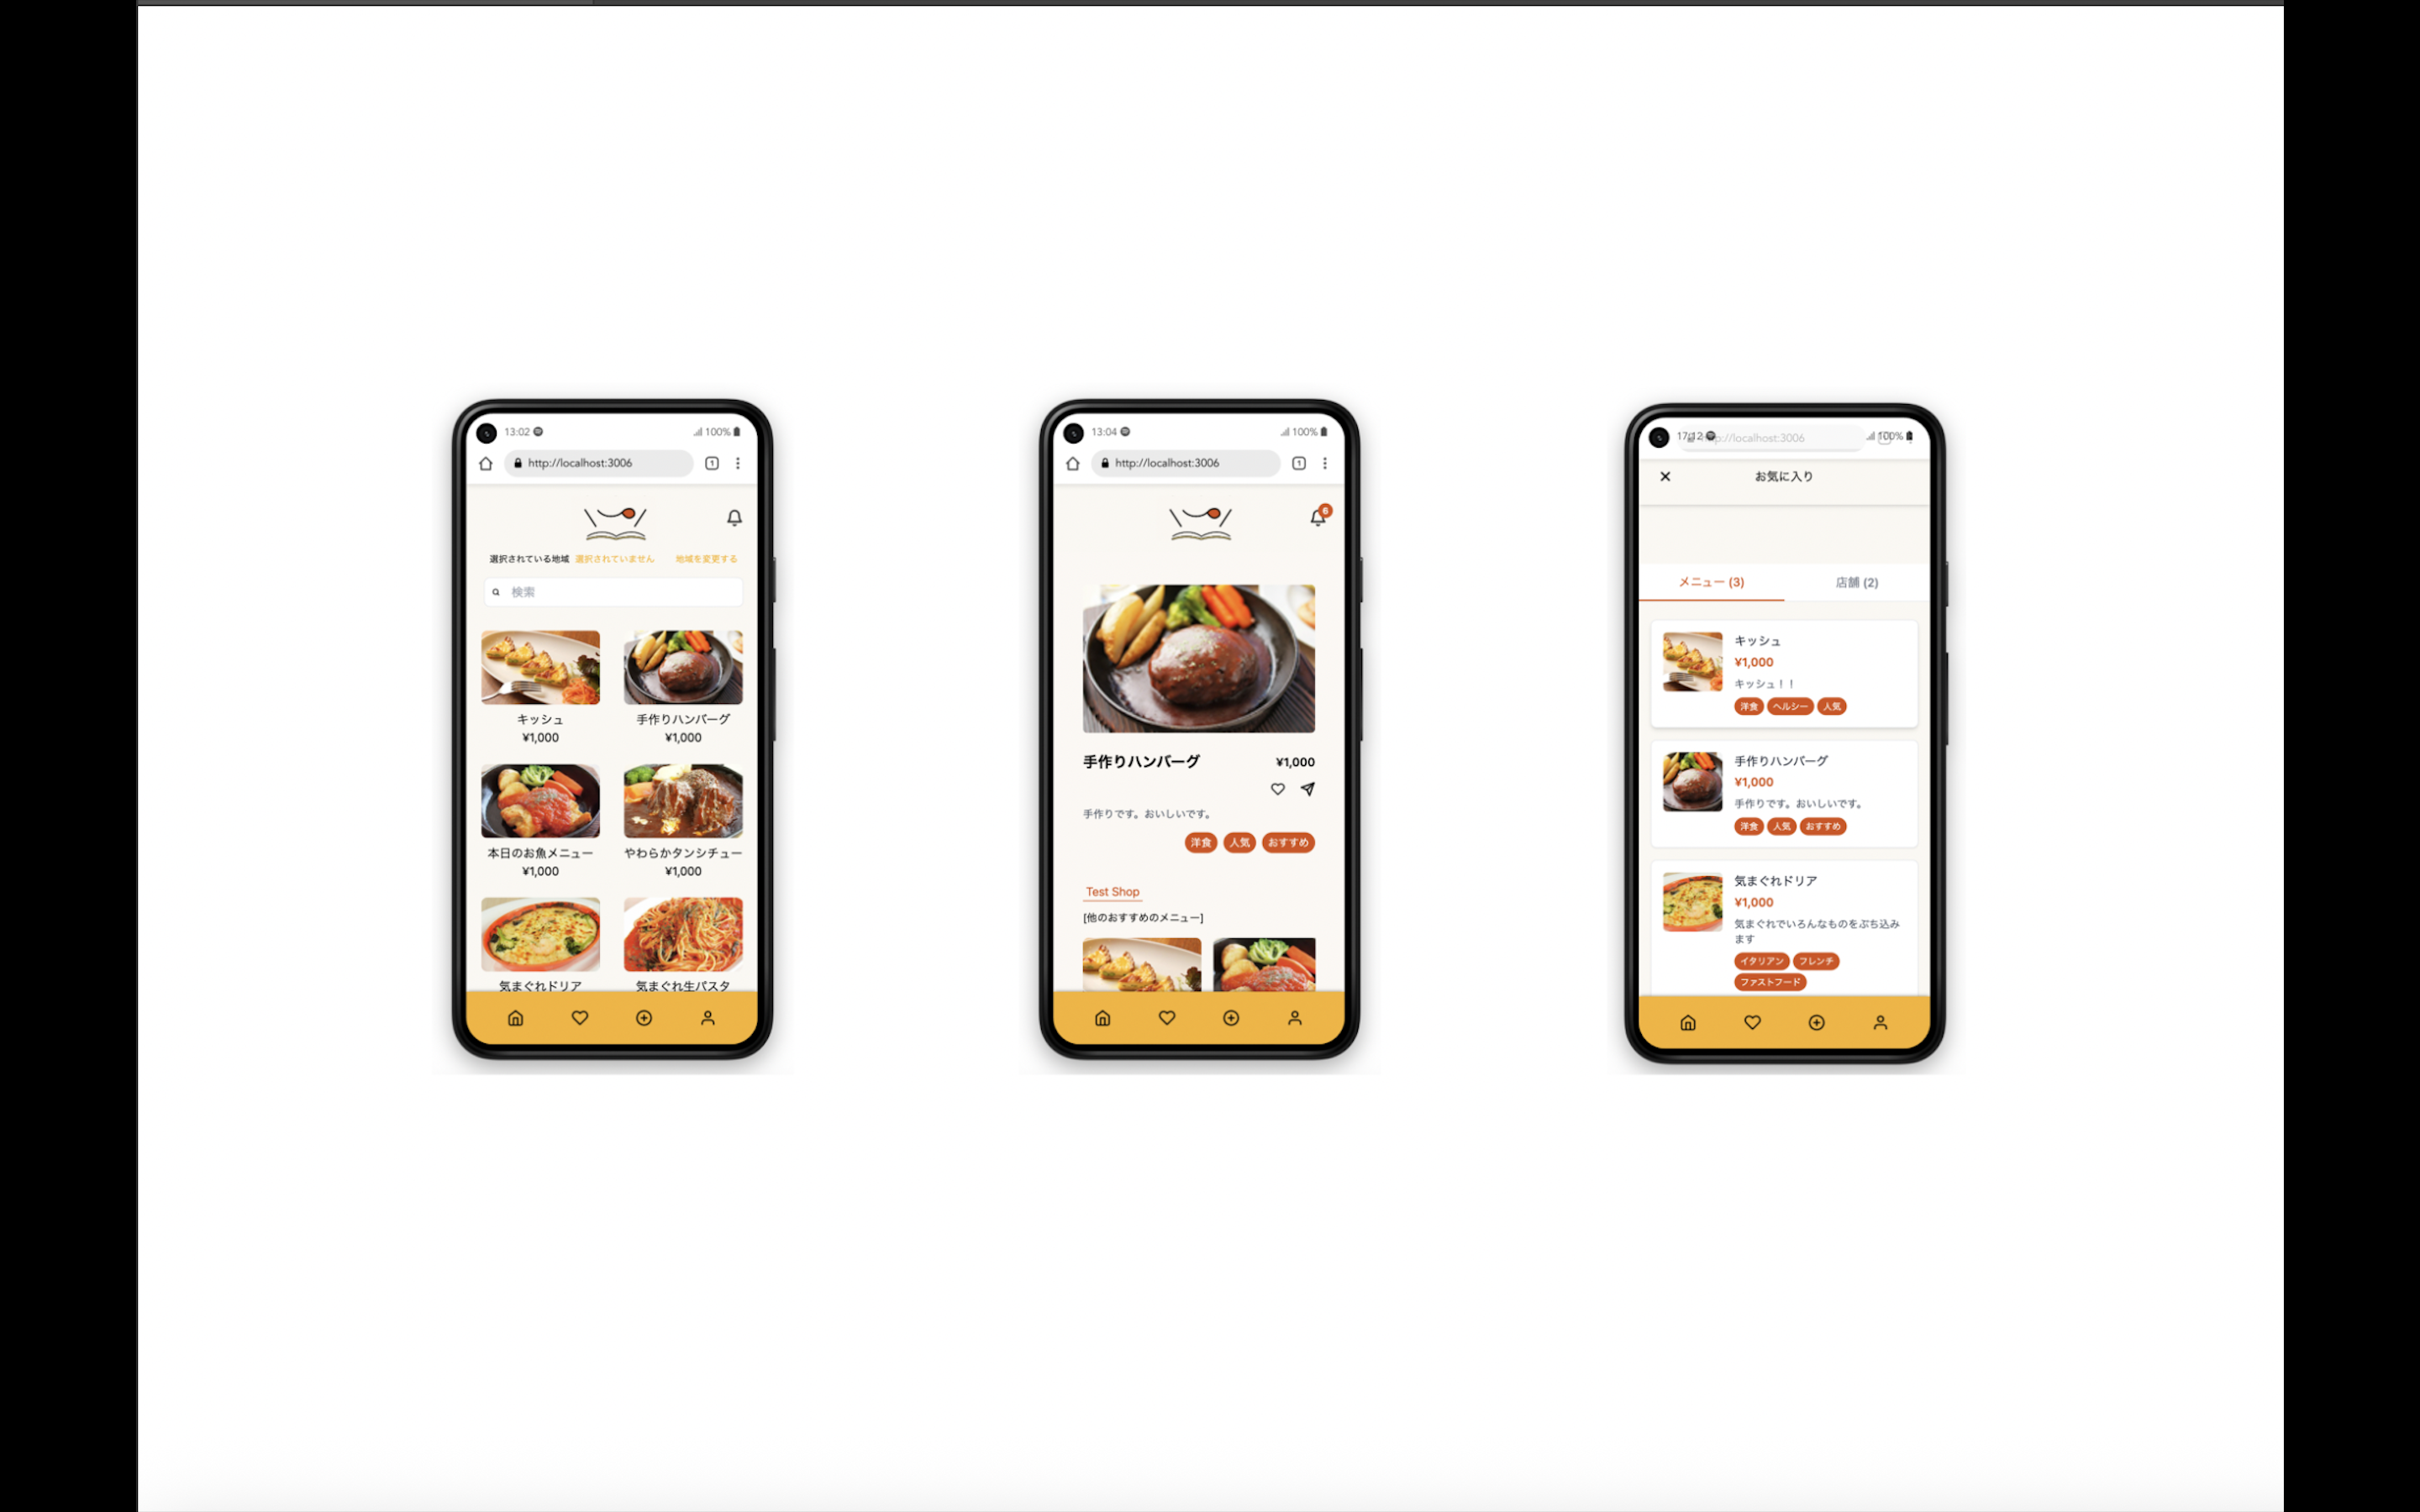 13:02 100%
http://localhost:3006 1
選択されている地域 選択されていません 地域を変更する
検索
キッシュ
¥1,000
手作りハンバーグ
¥1,000
本日のお魚メニュー
¥1,000
やわらかタンシチュー
¥1,000
気まぐれドリア
気まぐれ生パスタ
13:04 100%
http://localhost:3006 1
6
手作りハンバーグ ¥1,000
手作りです。おいしいです。
洋食 人気 おすすめ
Test Shop
[他のおすすめのメニュー]
17:12 http://localhost:3006 100%
お気に入り
メニュー (3) 店舗 (2)
キッシュ
¥1,000
キッシュ！！
洋食 ヘルシー 人気
手作りハンバーグ
¥1,000
手作りです。おいしいです。
洋食 人気 おすすめ
気まぐれドリア
¥1,000
気まぐれでいろんなものをぶち込み
ます
イタリアン フレンチ
ファストフード